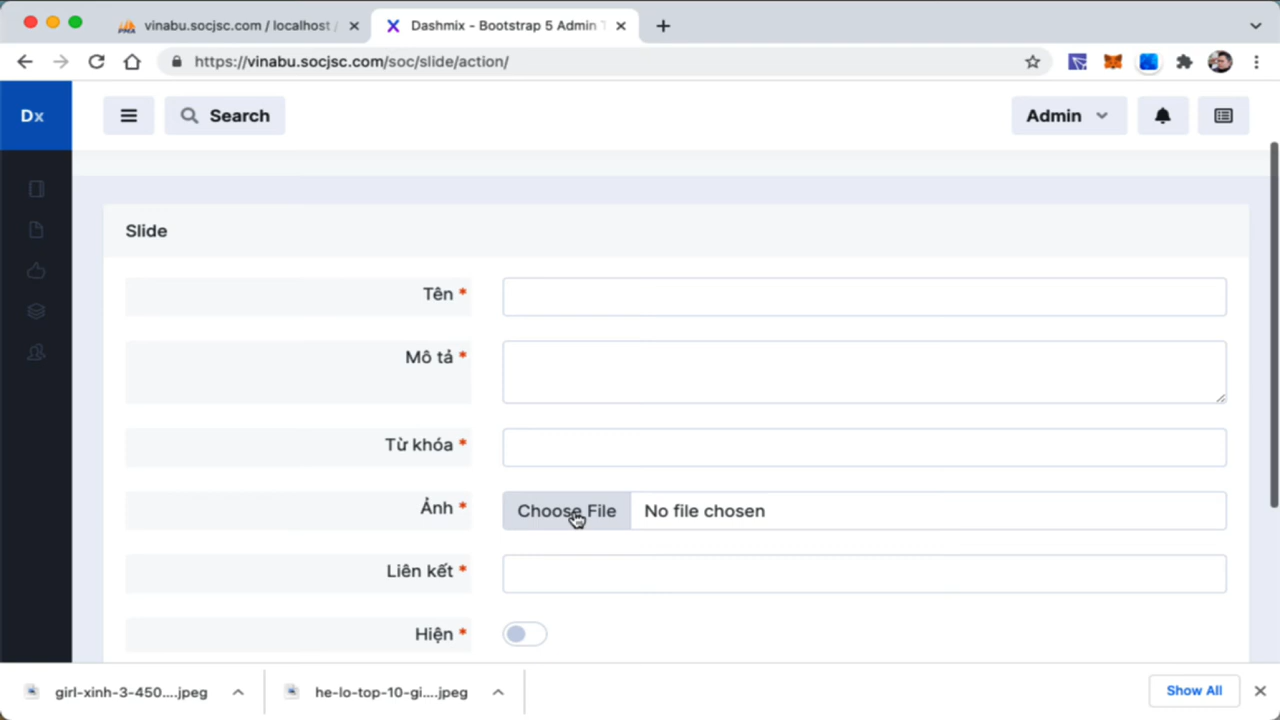 vinabu.socjsc.com / localhost /
Dashmix - Bootstrap 5 Admin T
https://vinabu.socjsc.com/soc/slide/action/
Dx
Search
Admin
Slide
Tên *
Mô tả *
Từ khóa *
Ảnh *
Choose File No file chosen
Liên kết *
Hiện *
girl-xinh-3-450....jpeg
he-lo-top-10-gi....jpeg
Show All